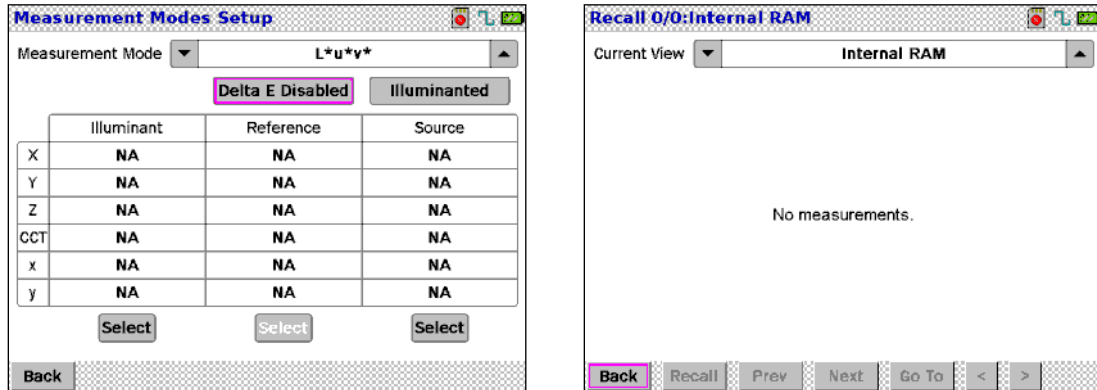 Measurement Modes Setup
Measurement Mode L*u*v*
Delta E Disabled Illuminanted
Illuminant Reference Source
X NA NA NA
Y NA NA NA
Z NA NA NA
CCT NA NA NA
x NA NA NA
y NA NA NA
Select Select Select
Back
Recall 0/0:Internal RAM
Current View Internal RAM
No measurements.
Back Recall Prev Next Go To < >